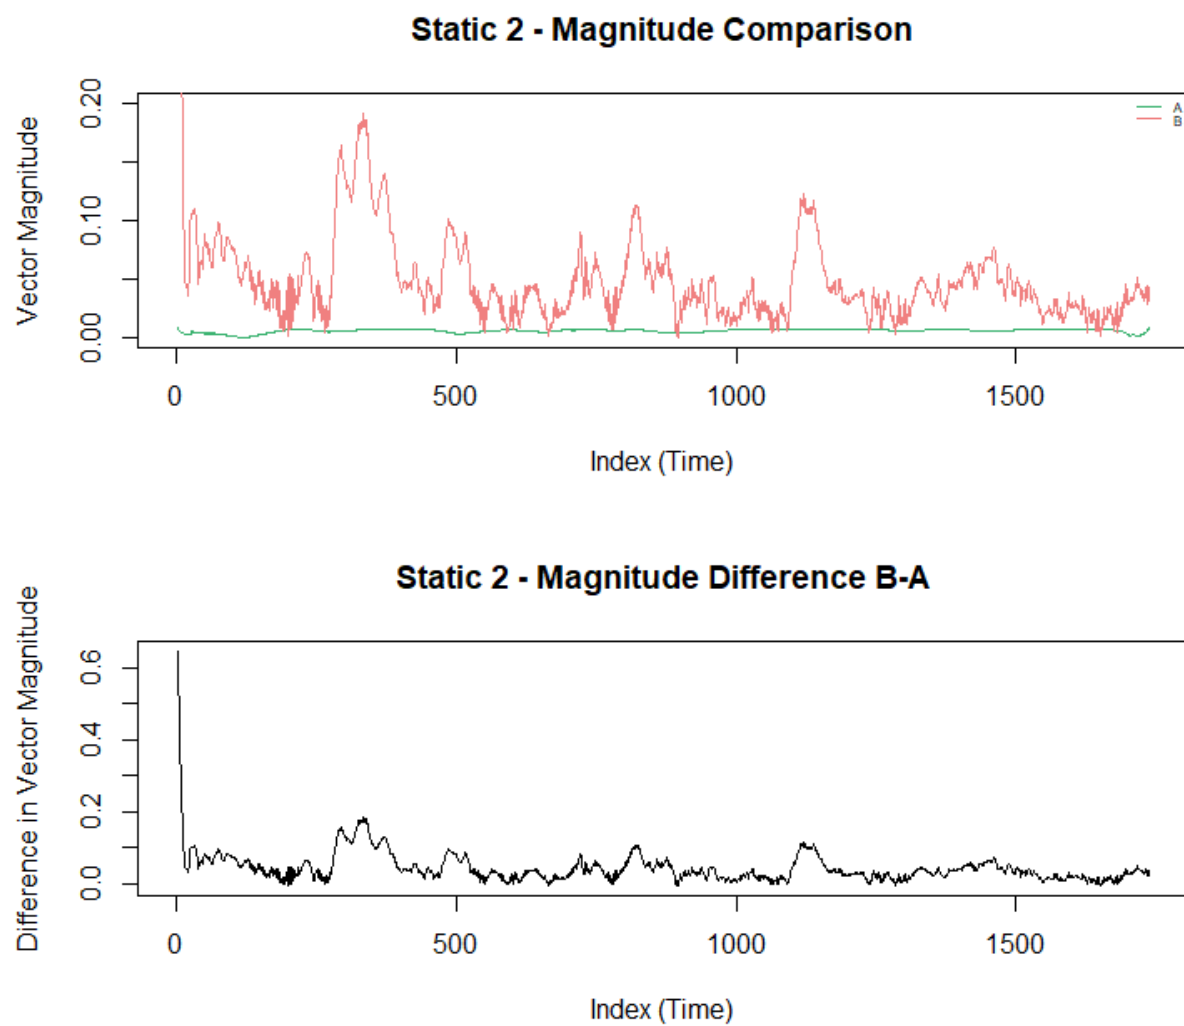 Static 2 - Magnitude Comparison
Vector Magnitude
0.00 0.10 0.20
A
B
0 500 1000 1500
Index (Time)
Static 2 - Magnitude Difference B-A
Difference in Vector Magnitude
0.0 0.2 0.4 0.6
0 500 1000 1500
Index (Time)